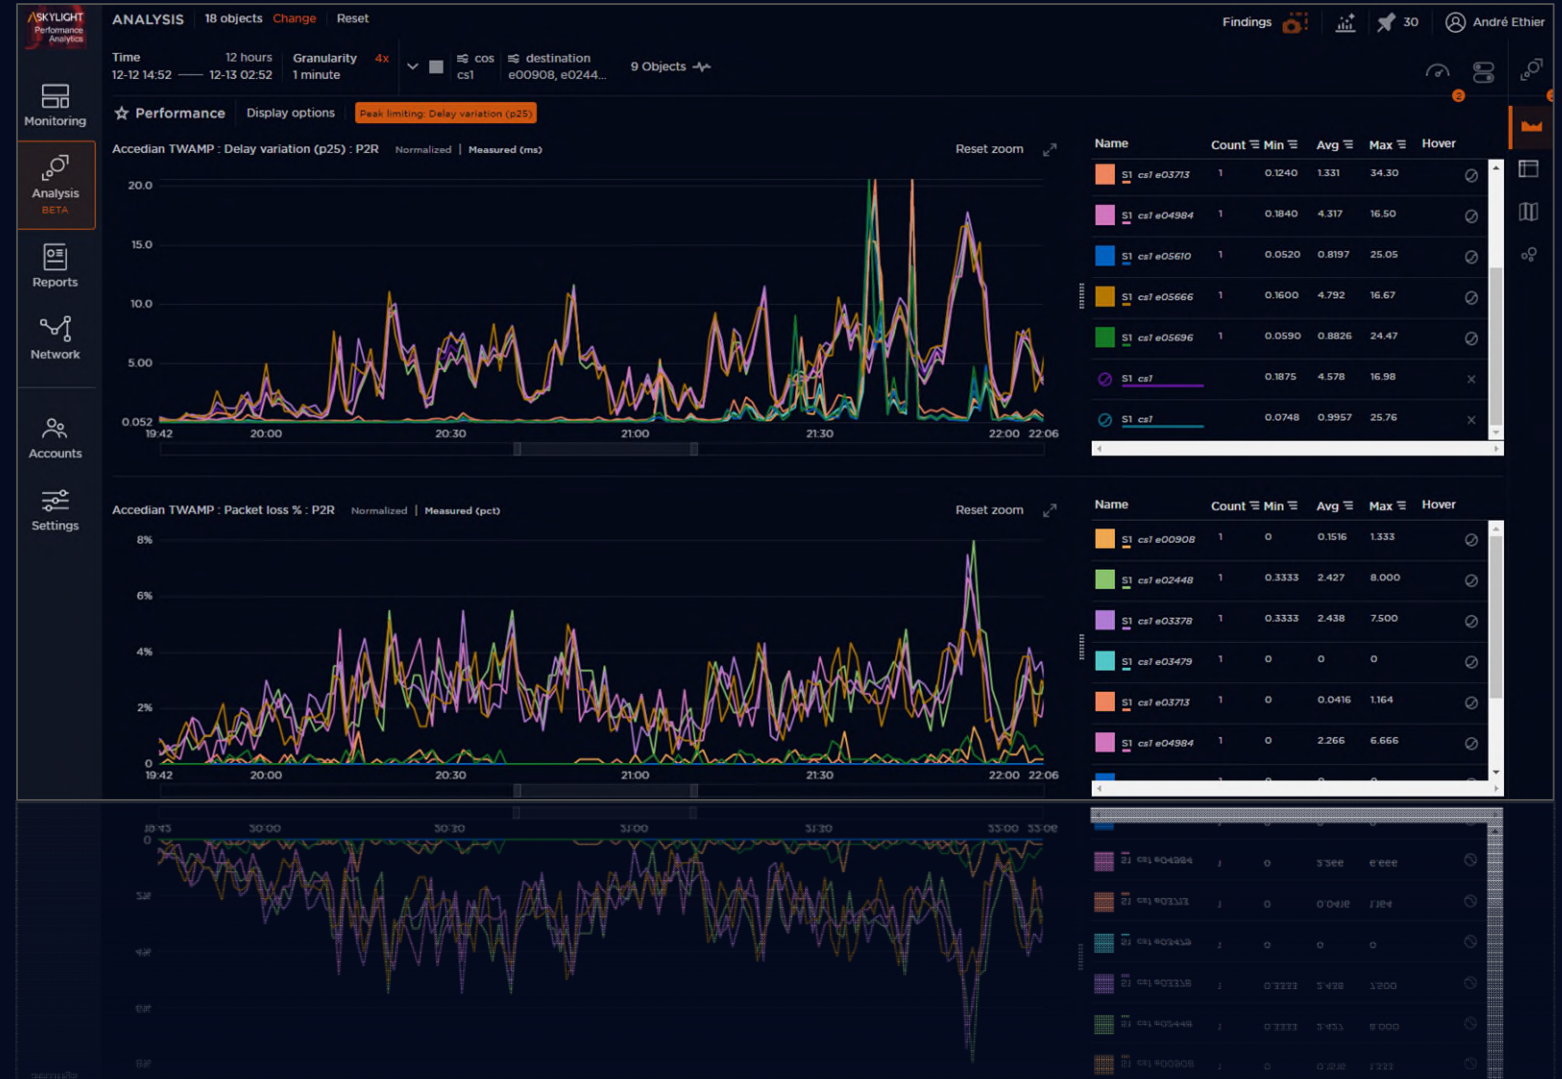 SKYLIGHT
Performance
Analytics
ANALYSIS 18 objects Change Reset
Findings 30 André Ethier
Time 12 hours Granularity 4x cos destination
12-12 14:52 12-13 02:52 1 minute cs1 e00908, e0244...
9 Objects
2
Monitoring
Analysis
BETA
Reports
Network
Accounts
Settings
Performance Display options Peak limiting: Delay variation (p25)
Accedian TWAMP : Delay variation (p25) : P2R Normalized | Measured (ms) Reset zoom
20.0
15.0
10.0
5.00
0.052
19:42 20:00 20:30 21:00 21:30 22:00 22:06
Name Count Min Avg Max Hover
S1 cs1 e03713 1 0.1240 1.331 34.30
S1 cs1 e04984 1 0.1840 4.317 16.50
S1 cs1 e05610 1 0.0520 0.8197 25.05
S1 cs1 e05666 1 0.1600 4.792 16.67
S1 cs1 e05696 1 0.0590 0.8826 24.47
S1 cs1 0.1875 4.578 16.98
S1 cs1 0.0748 0.9957 25.76
Accedian TWAMP : Packet loss % : P2R Normalized | Measured (pct) Reset zoom
8%
6%
4%
2%
0
19:42 20:00 20:30 21:00 21:30 22:00 22:06
Name Count Min Avg Max Hover
S1 cs1 e00908 1 0 0.1516 1.333
S1 cs1 e02448 1 0.3333 2.427 8.000
S1 cs1 e03378 1 0.3333 2.438 7.500
S1 cs1 e03479 1 0 0 0
S1 cs1 e03713 1 0 0.0416 1.164
S1 cs1 e04984 1 0 2.266 6.666